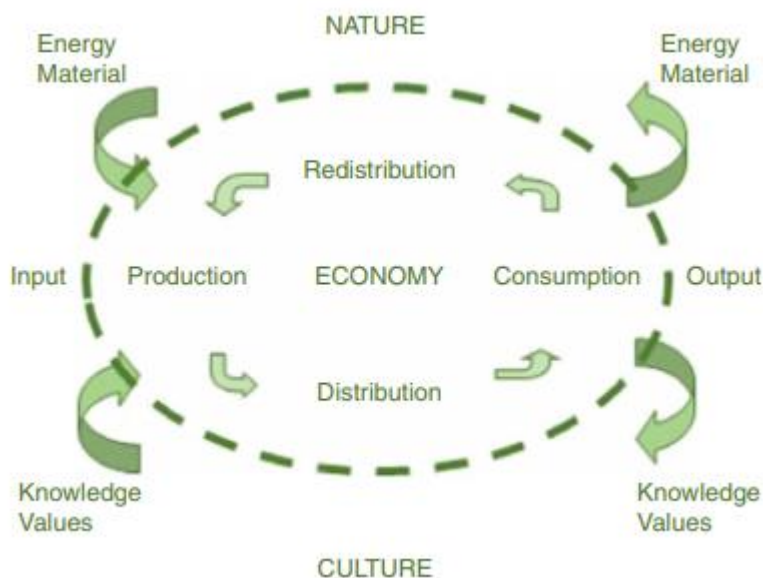 NATURE
Energy
Material
Energy
Material
Redistribution
Input
Production
ECONOMY
Consumption
Output
Distribution
Knowledge
Values
Knowledge
Values
CULTURE